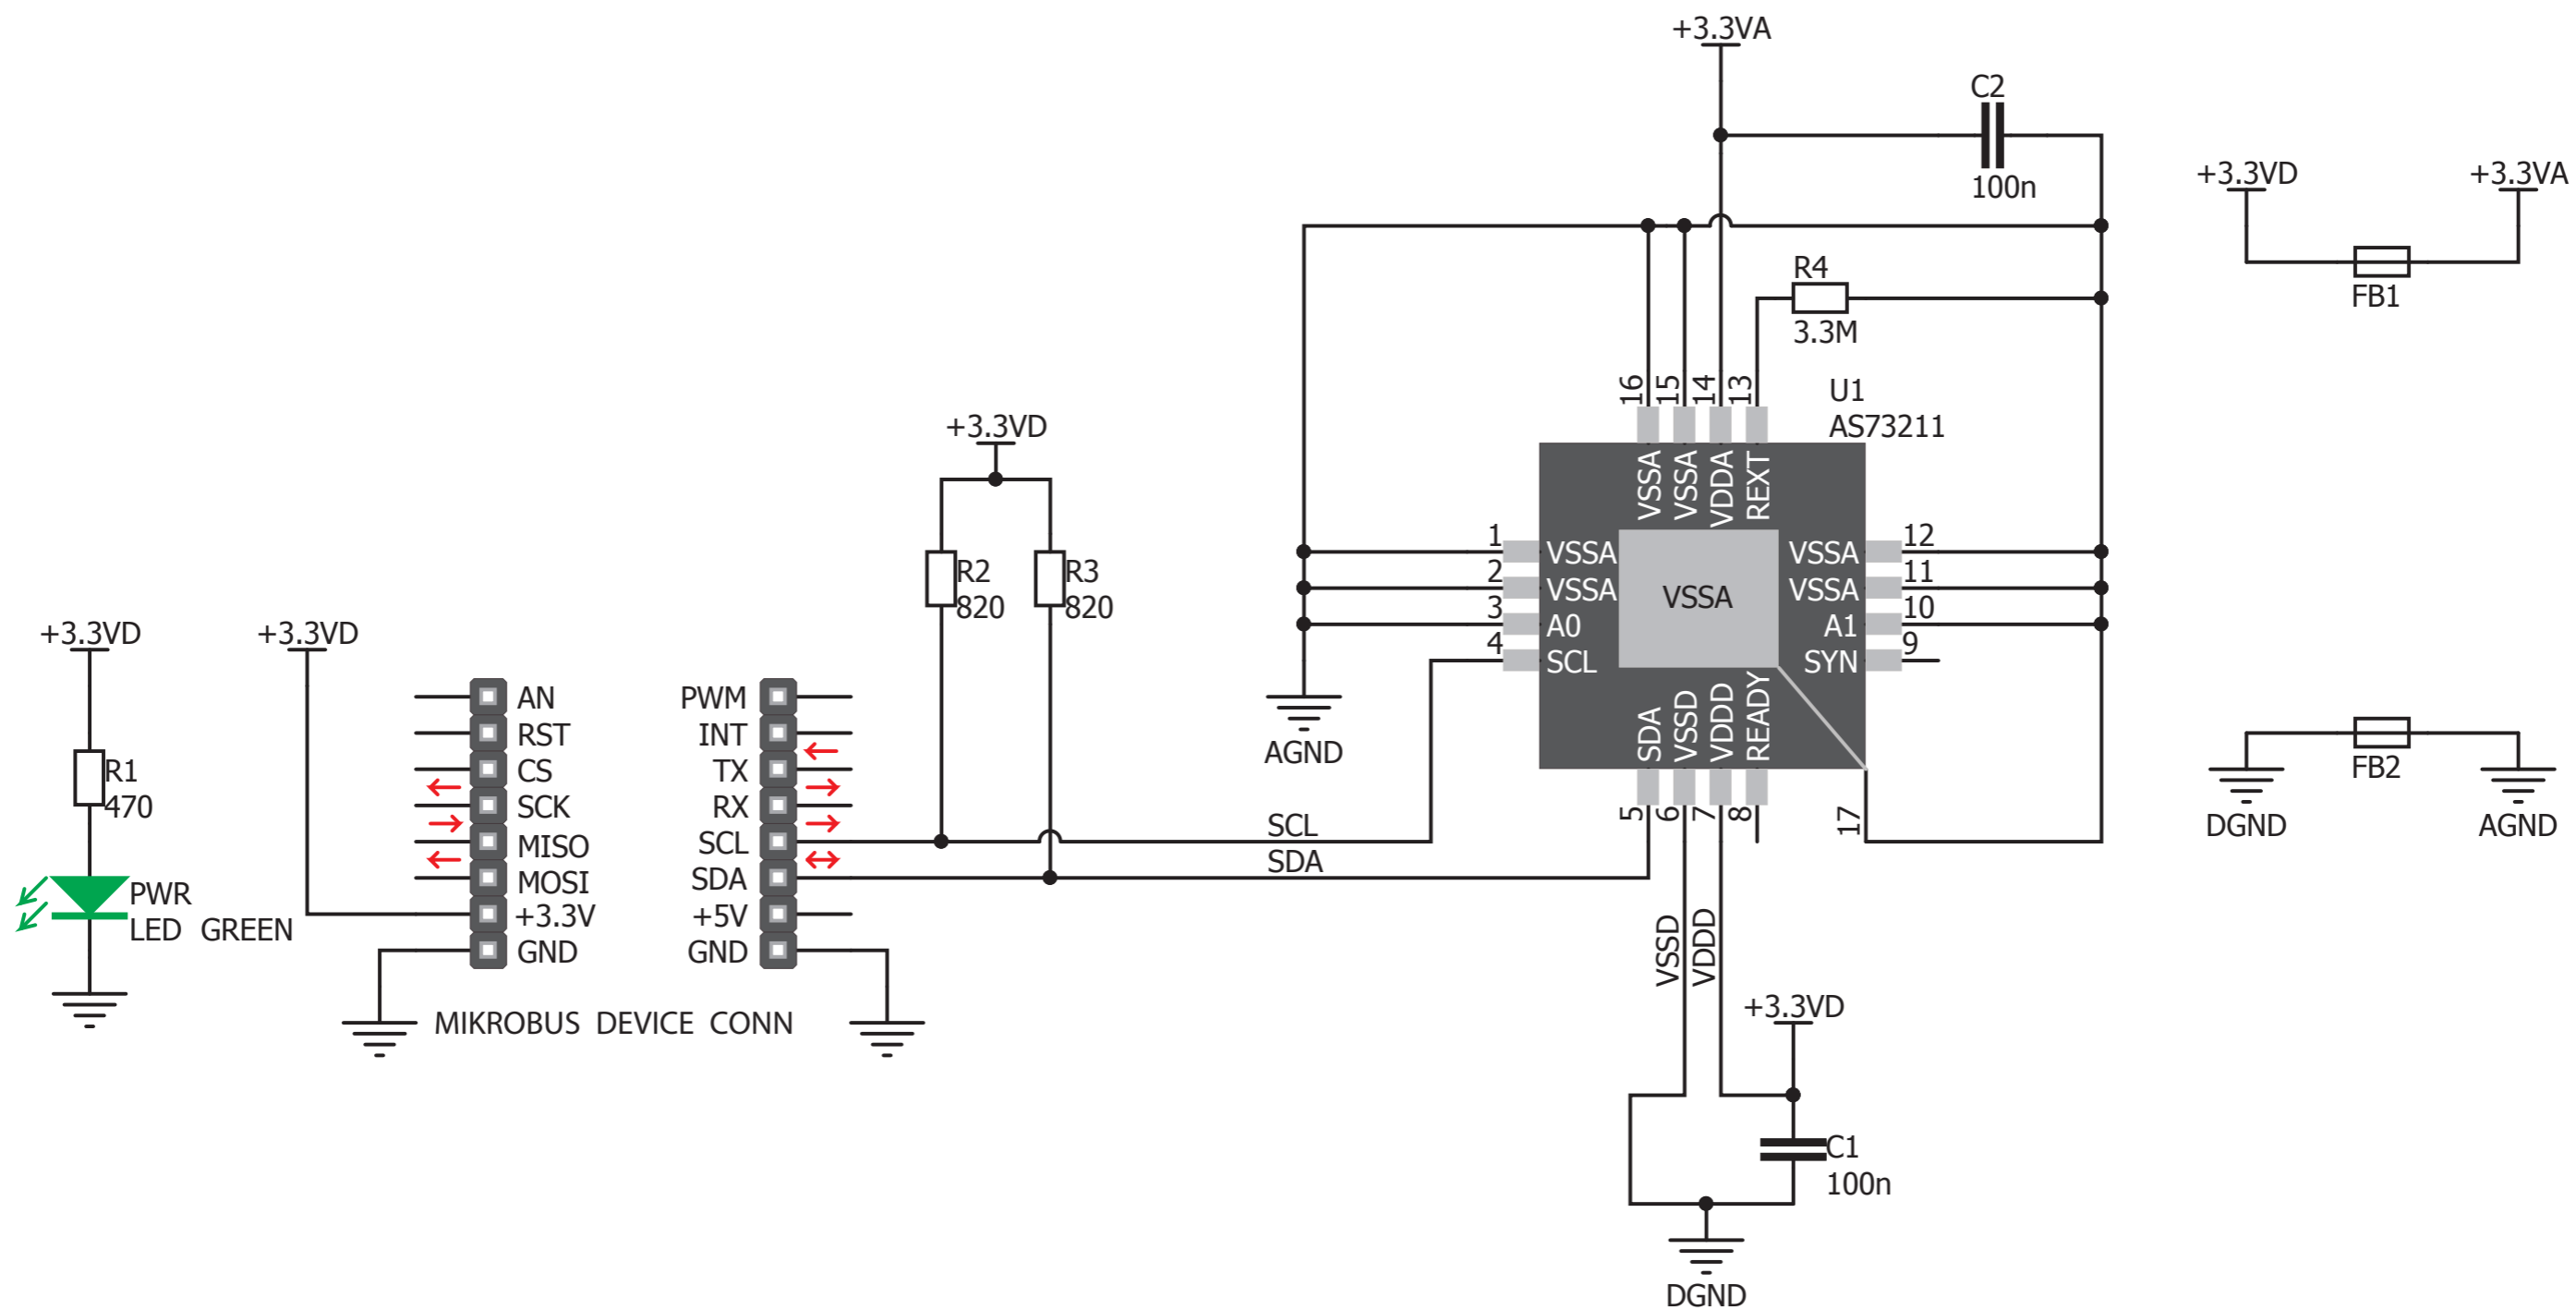 +3.3VA
C2
100n
+3.3VD
+3.3VA
FB1
R4
3.3M
U1
AS73211
16
15
14
13
VSSA
VSSA
VDDA
REXT
1
2
3
4
VSSA
VSSA
A0
SCL
VSSA
VSSA
VSSA
A1
SYN
12
11
10
9
SDA
VSSD
VDDD
READY
5
6
7
8
17
AGND
+3.3VD
R2
820
R3
820
+3.3VD
R1
470
PWR
LED GREEN
+3.3VD
AN
RST
CS
SCK
MISO
MOSI
+3.3V
GND
PWM
INT
TX
RX
SCL
SDA
+5V
GND
MIKROBUS DEVICE CONN
SCL
SDA
VSSD
VDDD
+3.3VD
C1
100n
DGND
FB2
DGND
AGND